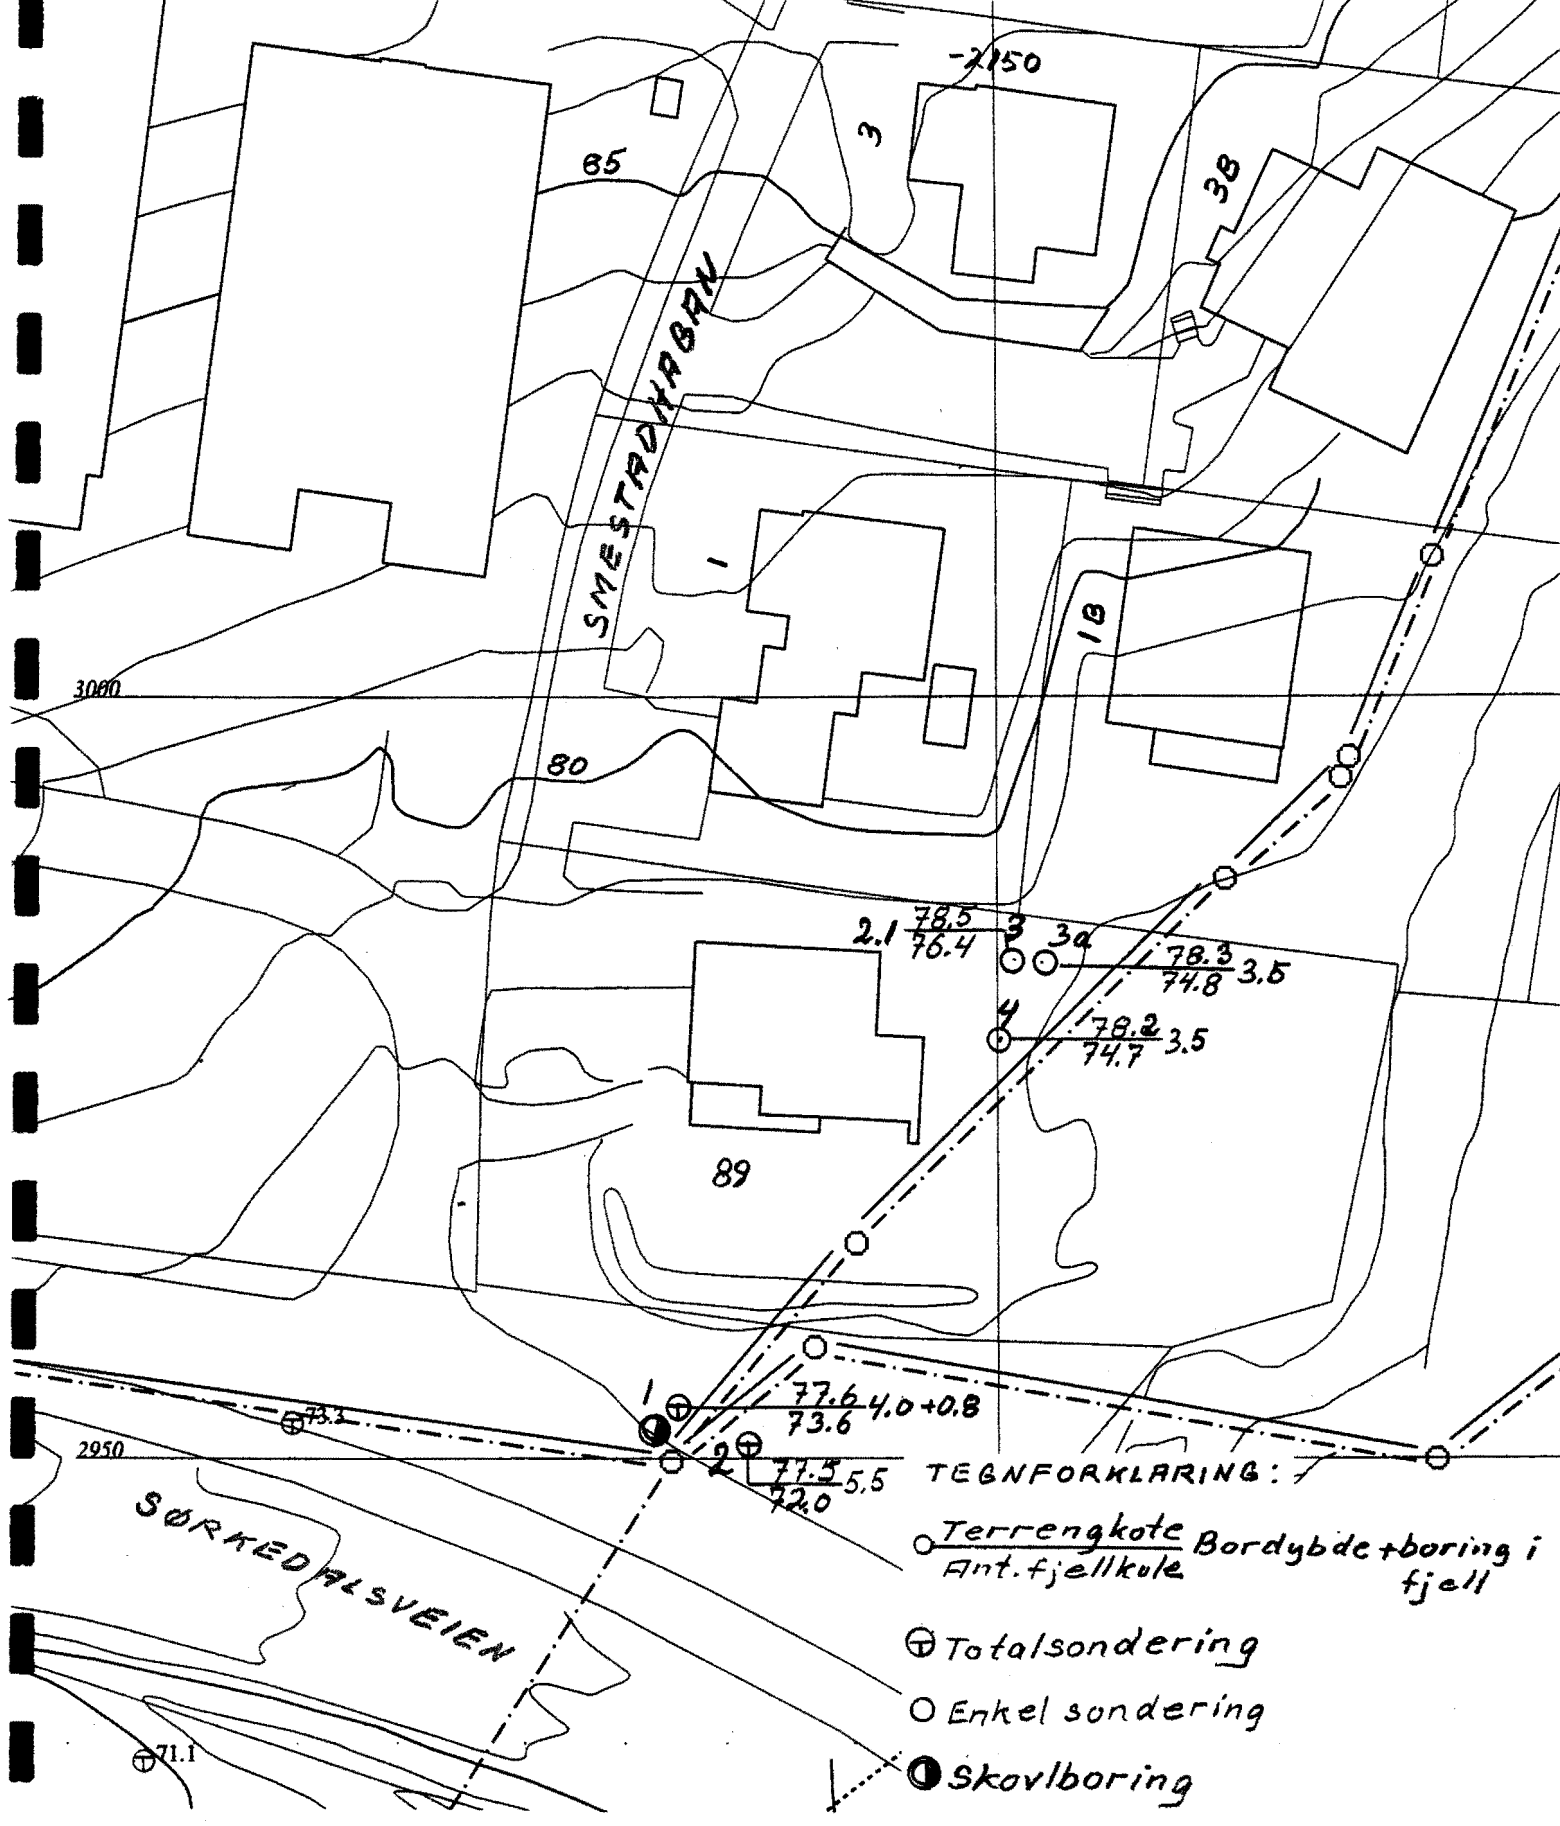 -2150
3
85
3B
SMESTADHABAN
1
1B
3000
80
2.1 78.5 3 3a
76.4
78.3 3.5
74.8
4
78.2 3.5
74.7
89
1
77.6 4.0 +0.8
73.6
73.3
2950
2
77.5 5.5
72.0
TEGNFORKLARING:
Terrengkote Bordybde + boring i
Ant. fjellkote fjell
SØRKEDALSVEIEN
Totalsondering
Enkel sondering
71.1
Skovlboring